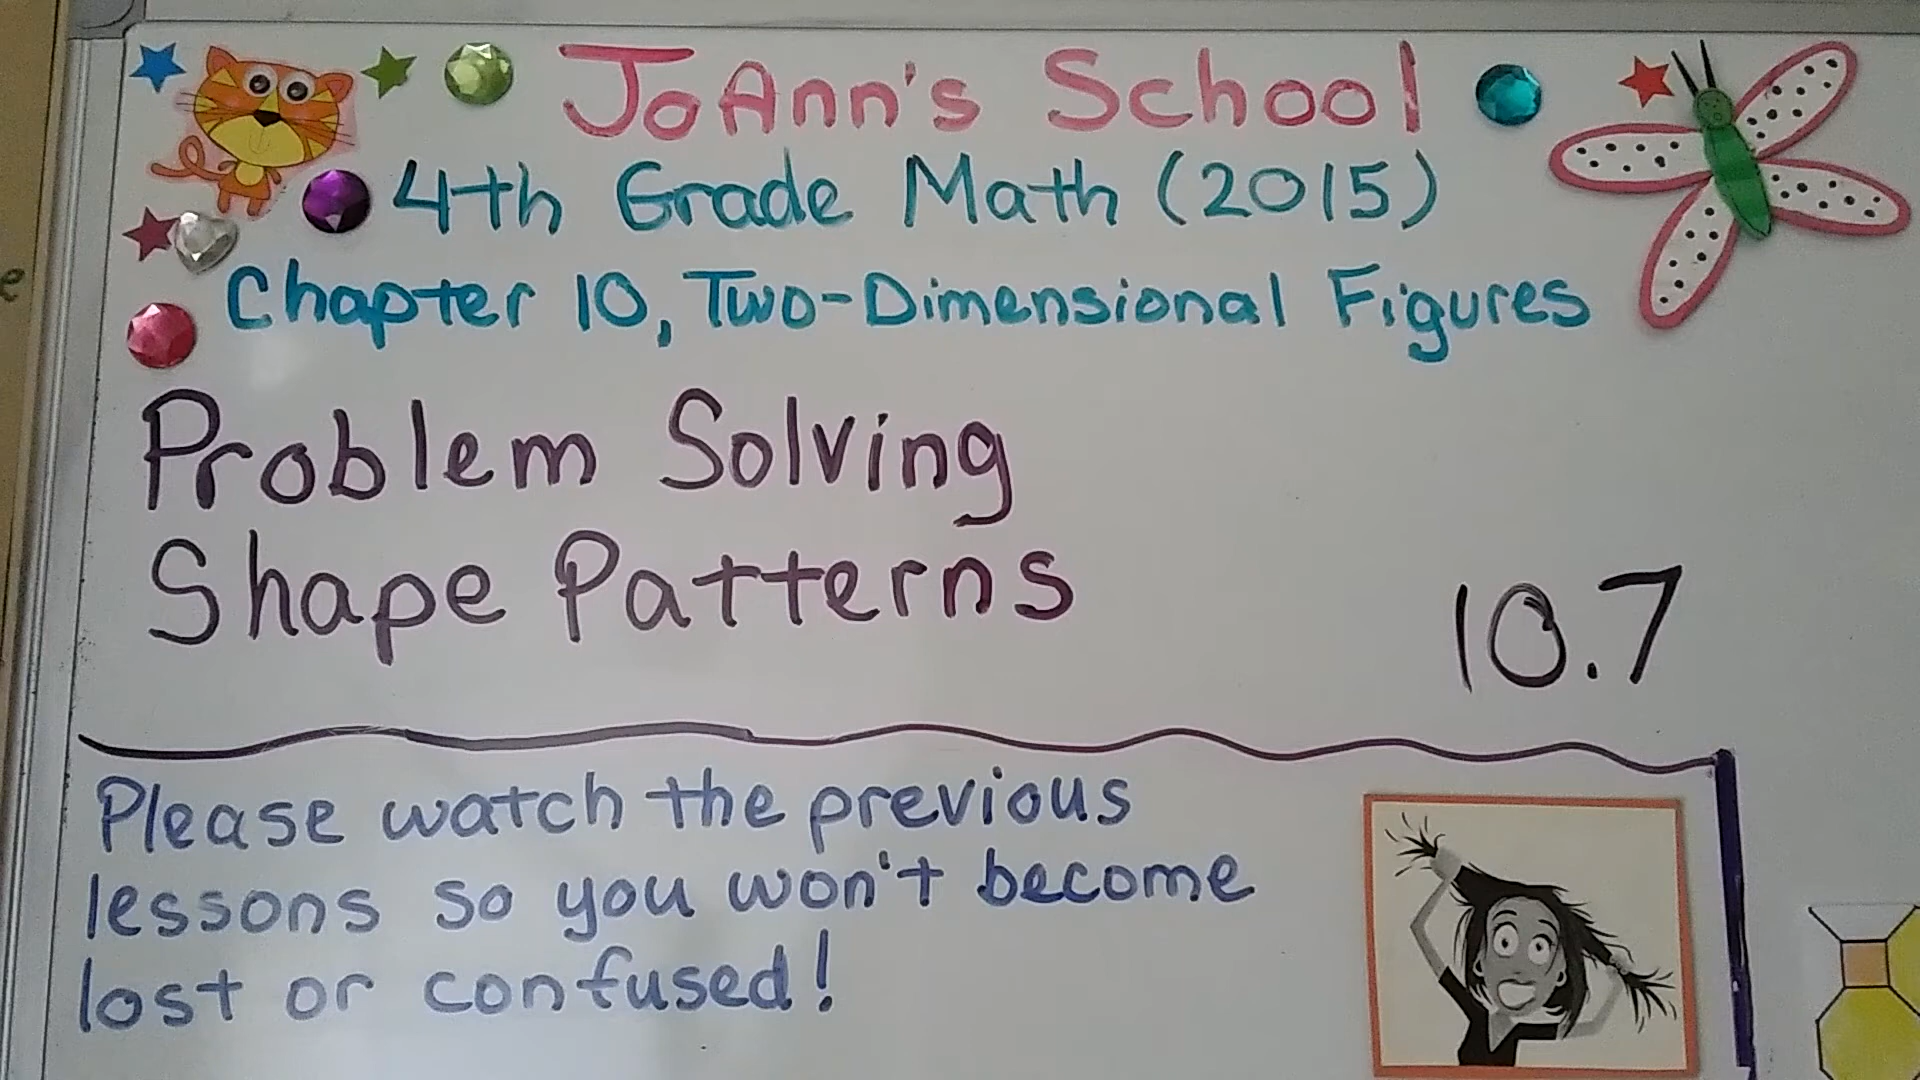 JoAnn's School
4th Grade Math (2015)
Chapter 10, Two-Dimensional Figures
Problem Solving
Shape Patterns
10.7
Please watch the previous
lessons so you won't become
lost or confused!